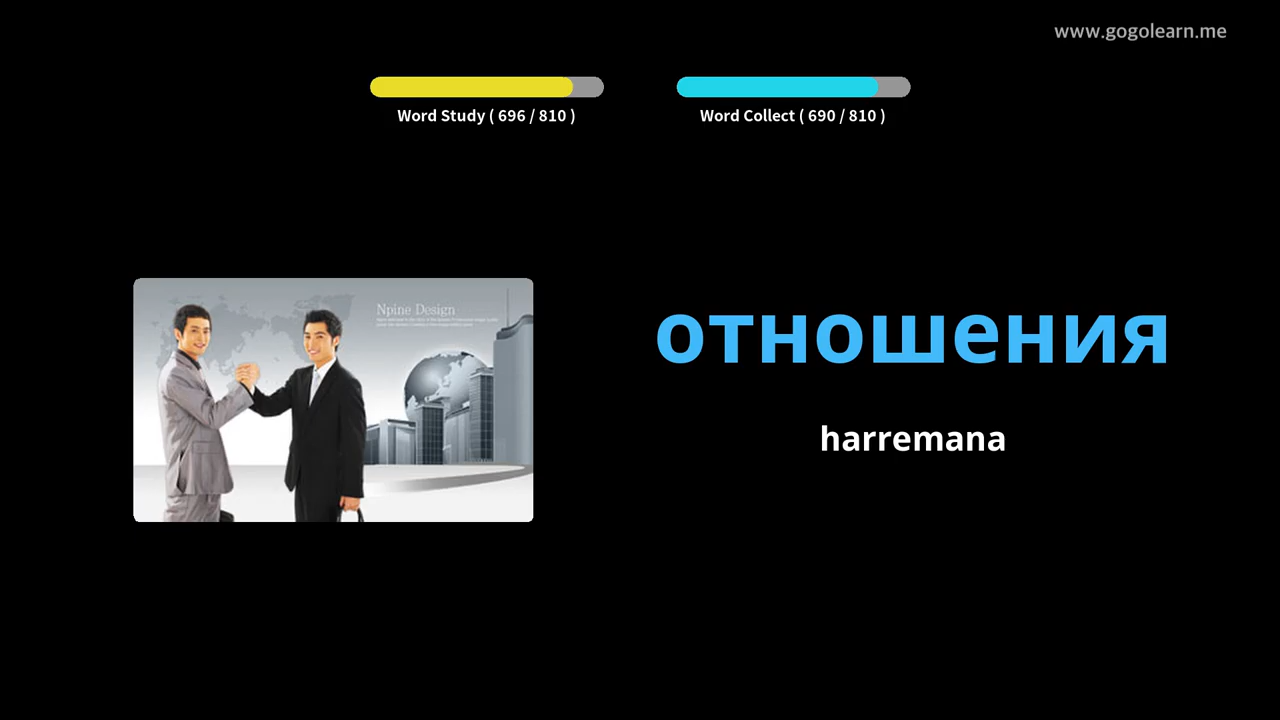 www.gogolearn.me
Word Study ( 696 / 810 )
Word Collect ( 690 / 810 )
Npine Design
отношения
harremana